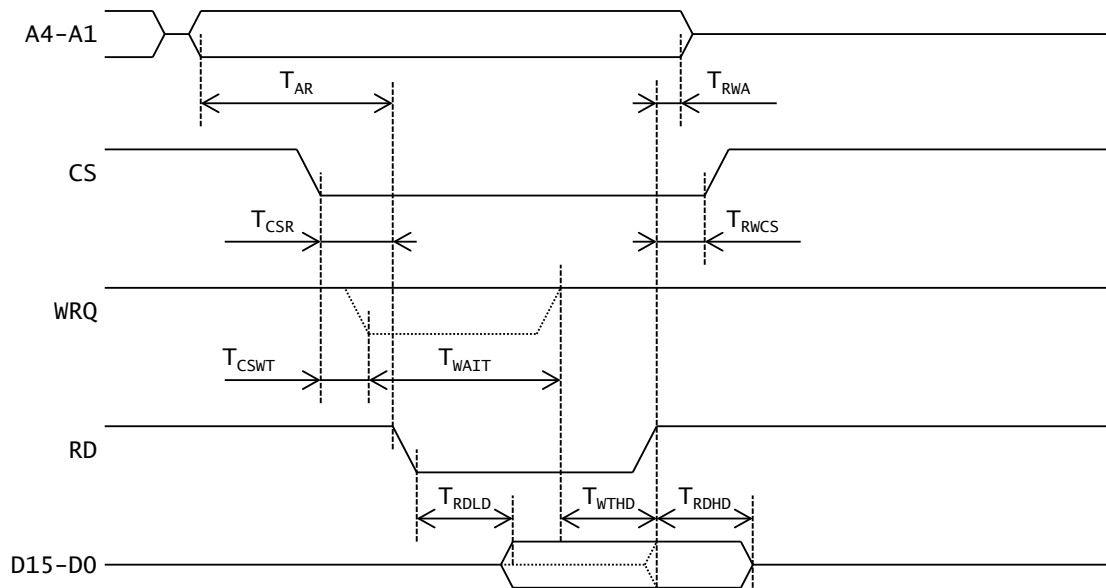 A4-A1
T_AR
T_RWA
CS
T_CSR
T_RWCS
WRQ
T_CSWT
T_WAIT
RD
T_RDLD
T_WTHD
T_RDHD
D15-D0